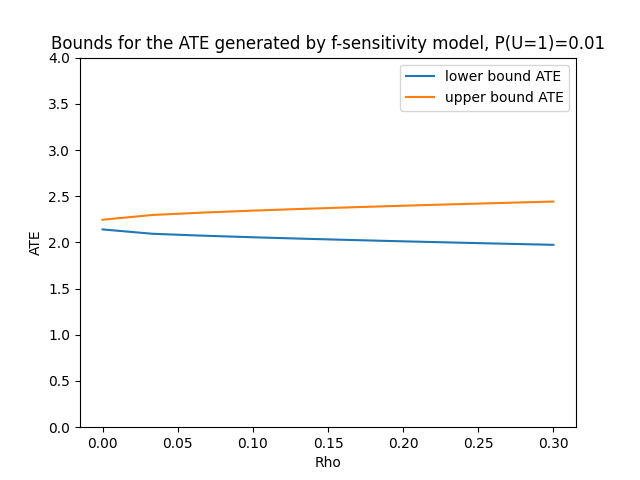 Bounds for the ATE generated by f-sensitivity model, P(U=1)=0.01
lower bound ATE
upper bound ATE
ATE
4.0
3.5
3.0
2.5
2.0
1.5
1.0
0.5
0.0
0.00 0.05 0.10 0.15 0.20 0.25 0.30
Rho